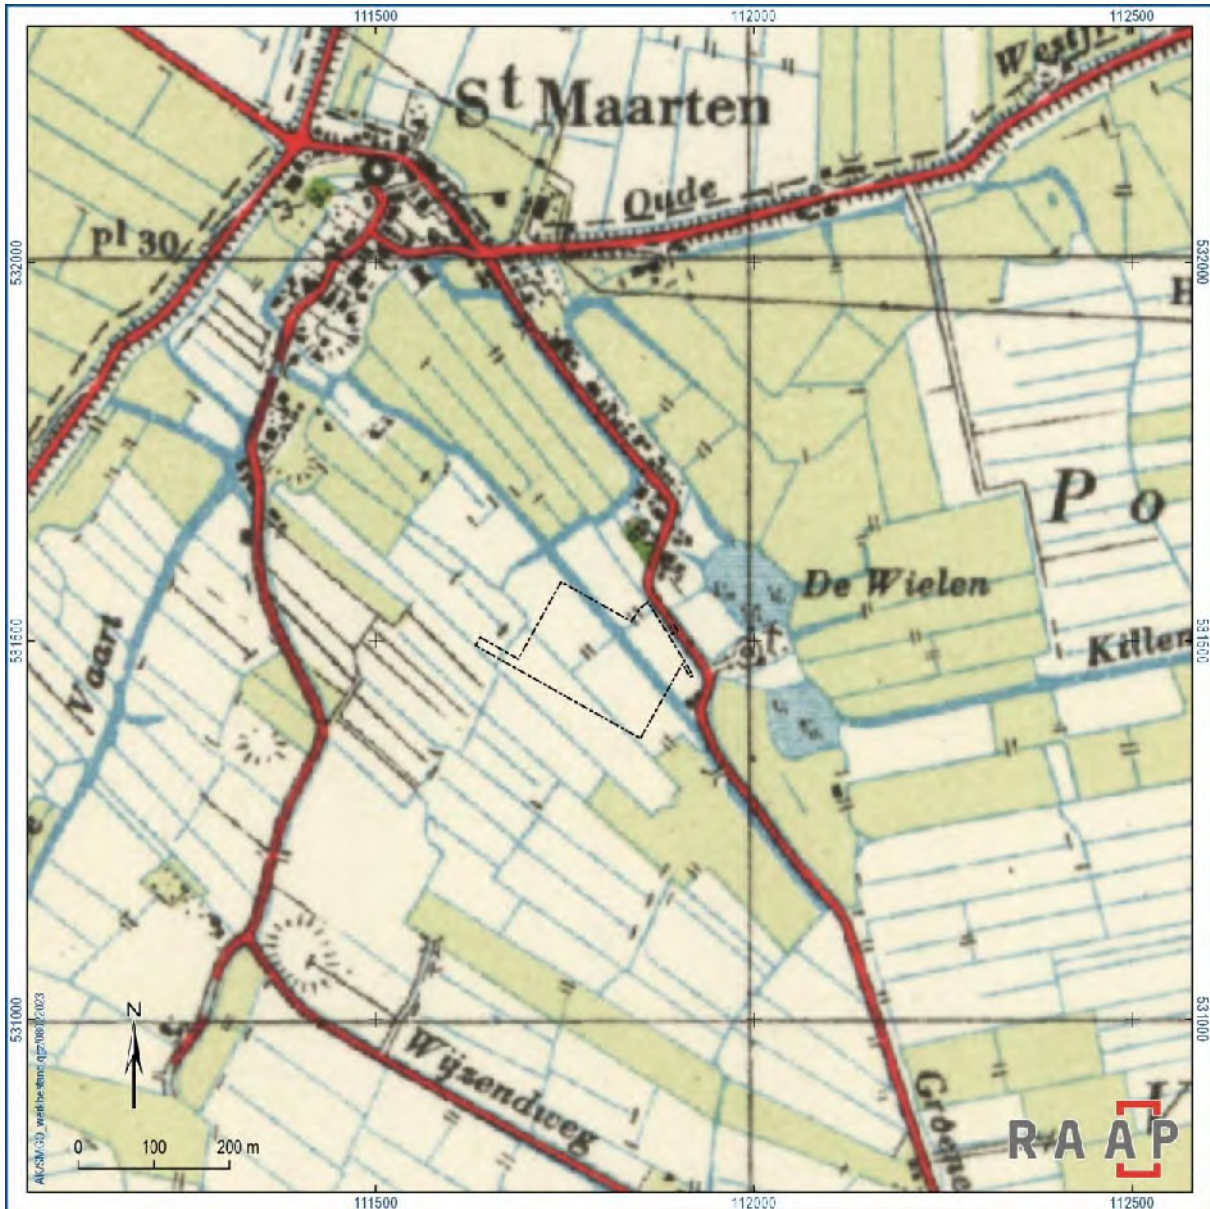 111500 112000 112500
Westfr
St Maarten
Oude
pl 30
532000 532000
P o
De Wielen
531500 531500
Killen
Vaart
531000 531000
N
Wijzendweg
Groene
0 100 200 m
RAAP
111500 112000 112500